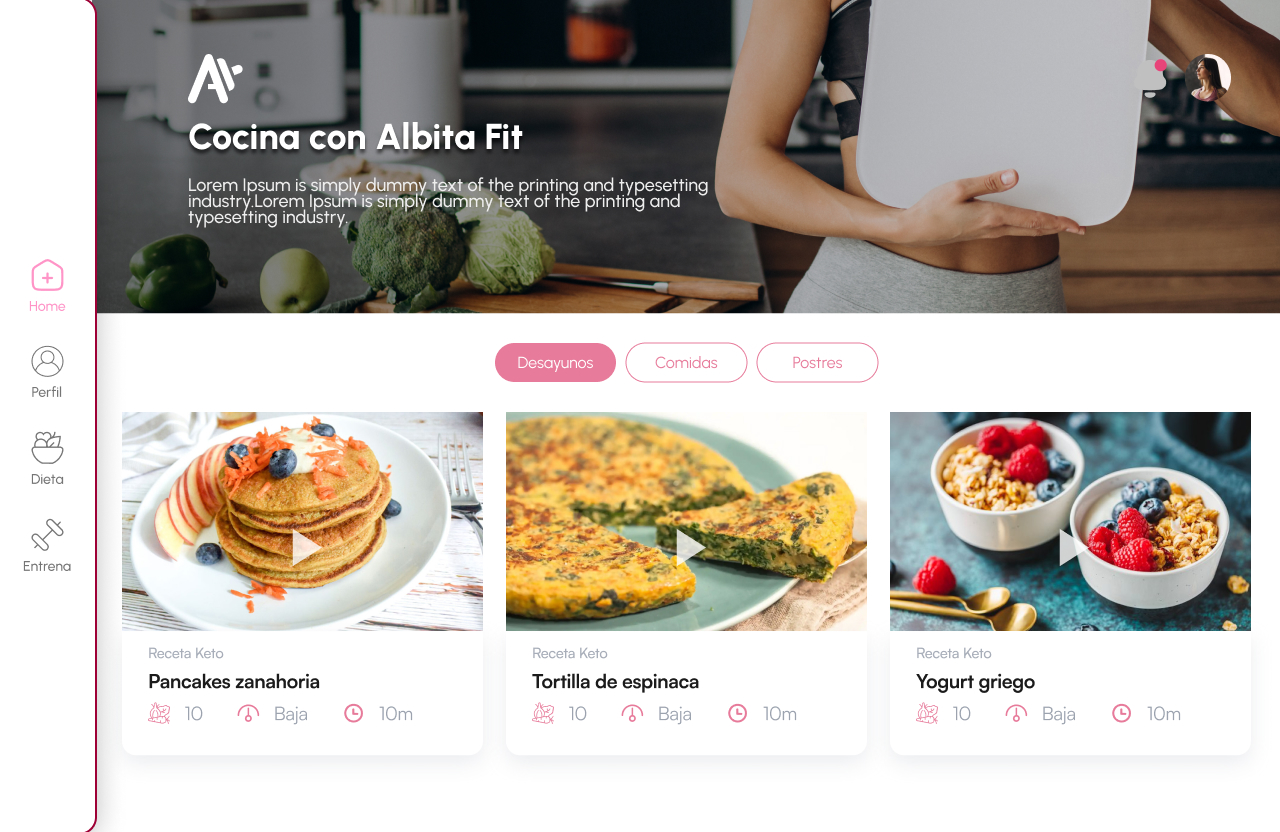 Cocina con Albita Fit
Lorem Ipsum is simply dummy text of the printing and typesetting
industry.Lorem Ipsum is simply dummy text of the printing and
typesetting industry.
Home
Perfil
Dieta
Entrena
Desayunos
Comidas
Postres
Receta Keto
Pancakes zanahoria
10
Baja
10m
Receta Keto
Tortilla de espinaca
10
Baja
10m
Receta Keto
Yogurt griego
10
Baja
10m